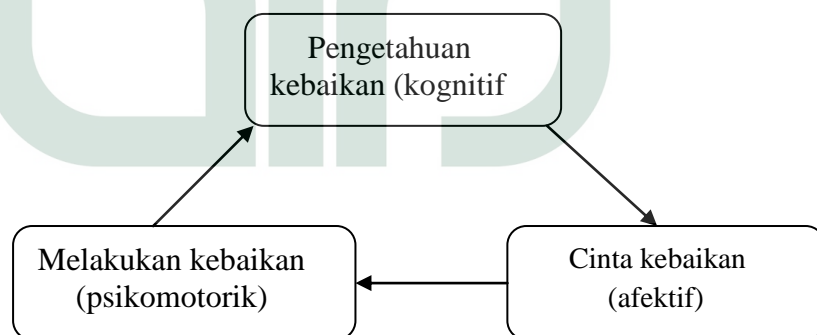 Pengetahuan
kebaikan (kognitif
Melakukan kebaikan
(psikomotorik)
Cinta kebaikan
(afektif)